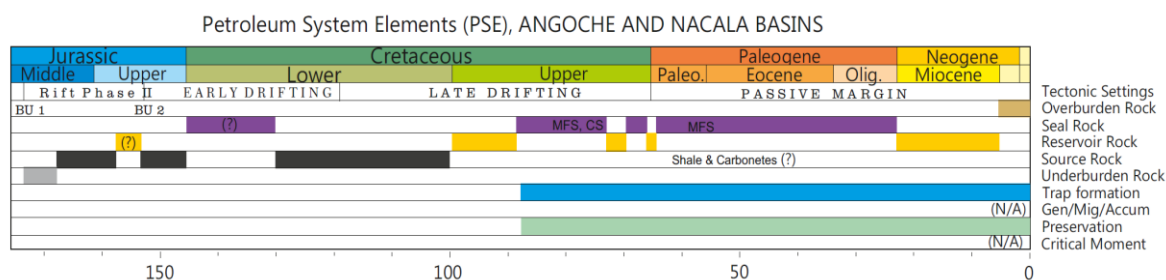 Petroleum System Elements (PSE), ANGOCHE AND NACALA BASINS
Jurassic Cretaceous Paleogene Neogene
Middle Upper Lower Upper Paleo. Eocene Olig. Miocene
Rift Phase II EARLY DRIFTING LATE DRIFTING PASSIVE MARGIN Tectonic Settings
BU 1 BU 2 Overburden Rock
(?) MFS, CS MFS Seal Rock
(?) Reservoir Rock
Shale & Carbonetes (?) Source Rock
Underburden Rock
Trap formation
(N/A) Gen/Mig/Accum
Preservation
(N/A) Critical Moment
150 100 50 0